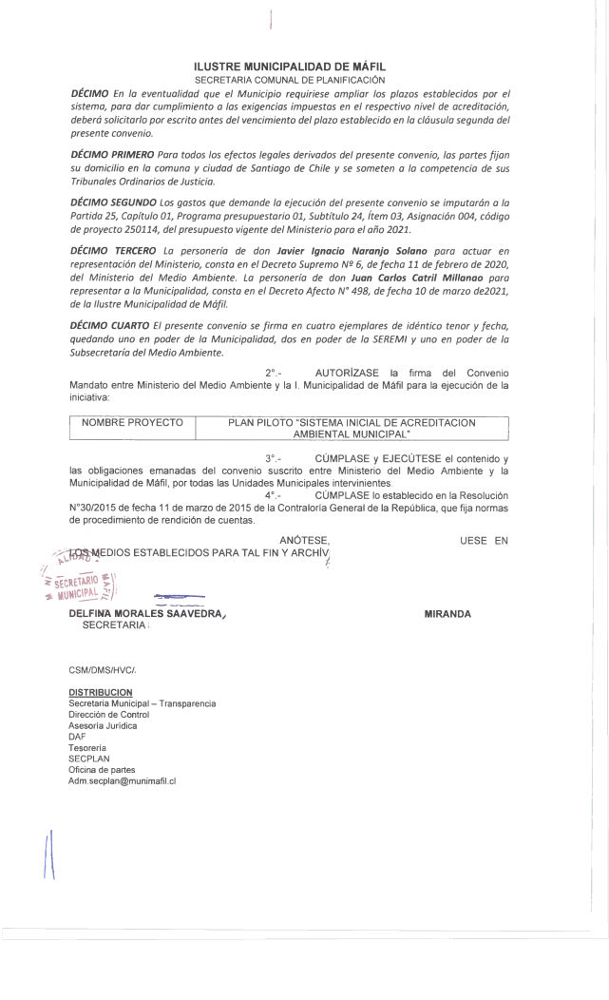 ILUSTRE MUNICIPALIDAD DE MÁFIL
SECRETARIA COMUNAL DE PLANIFICACIÓN
DÉCIMO En la eventualidad que el Municipio requiriese ampliar los plazos establecidos por el
sistema, para dar cumplimiento a las exigencias impuestas en el respectivo nivel de acreditación,
deberá solicitarlo por escrito antes del vencimiento del plazo establecido en la cláusula segunda del
presente convenio.
DÉCIMO PRIMERO Para todos los efectos legales derivados del presente convenio, las partes fijan
su domicilio en la comuna y ciudad de Santiago de Chile y se someten a la competencia de sus
Tribunales Ordinarios de Justicia.
DÉCIMO SEGUNDO Los gastos que demande la ejecución del presente convenio se imputarán a la
Partida 25, Capítulo 01, Programa presupuestario 01, Subtítulo 24, Ítem 03, Asignación 004, código
de proyecto 250114, del presupuesto vigente del Ministerio para el año 2021.
DÉCIMO TERCERO La personería de don Javier Ignacio Naranjo Solano para actuar en
representación del Ministerio, consta en el Decreto Supremo Nº 6, de fecha 11 de febrero de 2020,
del Ministerio del Medio Ambiente. La personería de don Juan Carlos Catril Millanao para
representar a la Municipalidad, consta en el Decreto Afecto N° 498, de fecha 10 de marzo de2021,
de la Ilustre Municipalidad de Máfil.
DÉCIMO CUARTO El presente convenio se firma en cuatro ejemplares de idéntico tenor y fecha,
quedando uno en poder de la Municipalidad, dos en poder de la SEREMI y uno en poder de la
Subsecretaría del Medio Ambiente.
2°.- AUTORÍZASE la firma del Convenio
Mandato entre Ministerio del Medio Ambiente y la I. Municipalidad de Máfil para la ejecución de la
iniciativa:
NOMBRE PROYECTO PLAN PILOTO “SISTEMA INICIAL DE ACREDITACION
AMBIENTAL MUNICIPAL”
3°.- CÚMPLASE y EJECÚTESE el contenido y
las obligaciones emanadas del convenio suscrito entre Ministerio del Medio Ambiente y la
Municipalidad de Máfil, por todas las Unidades Municipales intervinientes.
4°.- CÚMPLASE lo establecido en la Resolución
N°30/2015 de fecha 11 de marzo de 2015 de la Contraloría General de la República, que fija normas
de procedimiento de rendición de cuentas.
ANÓTESE, UESE EN
LOS MEDIOS ESTABLECIDOS PARA TAL FIN Y ARCHÍV
ALIDAD
SECRETARIO
MUNICIPAL
MAFIL
DELFINA MORALES SAAVEDRA MIRANDA
SECRETARIA
CSM/DMS/HVC/
DISTRIBUCION
Secretaria Municipal – Transparencia
Dirección de Control
Asesoría Jurídica
DAF
Tesorería
SECPLAN
Oficina de partes
Adm.secplan@munimafil.cl